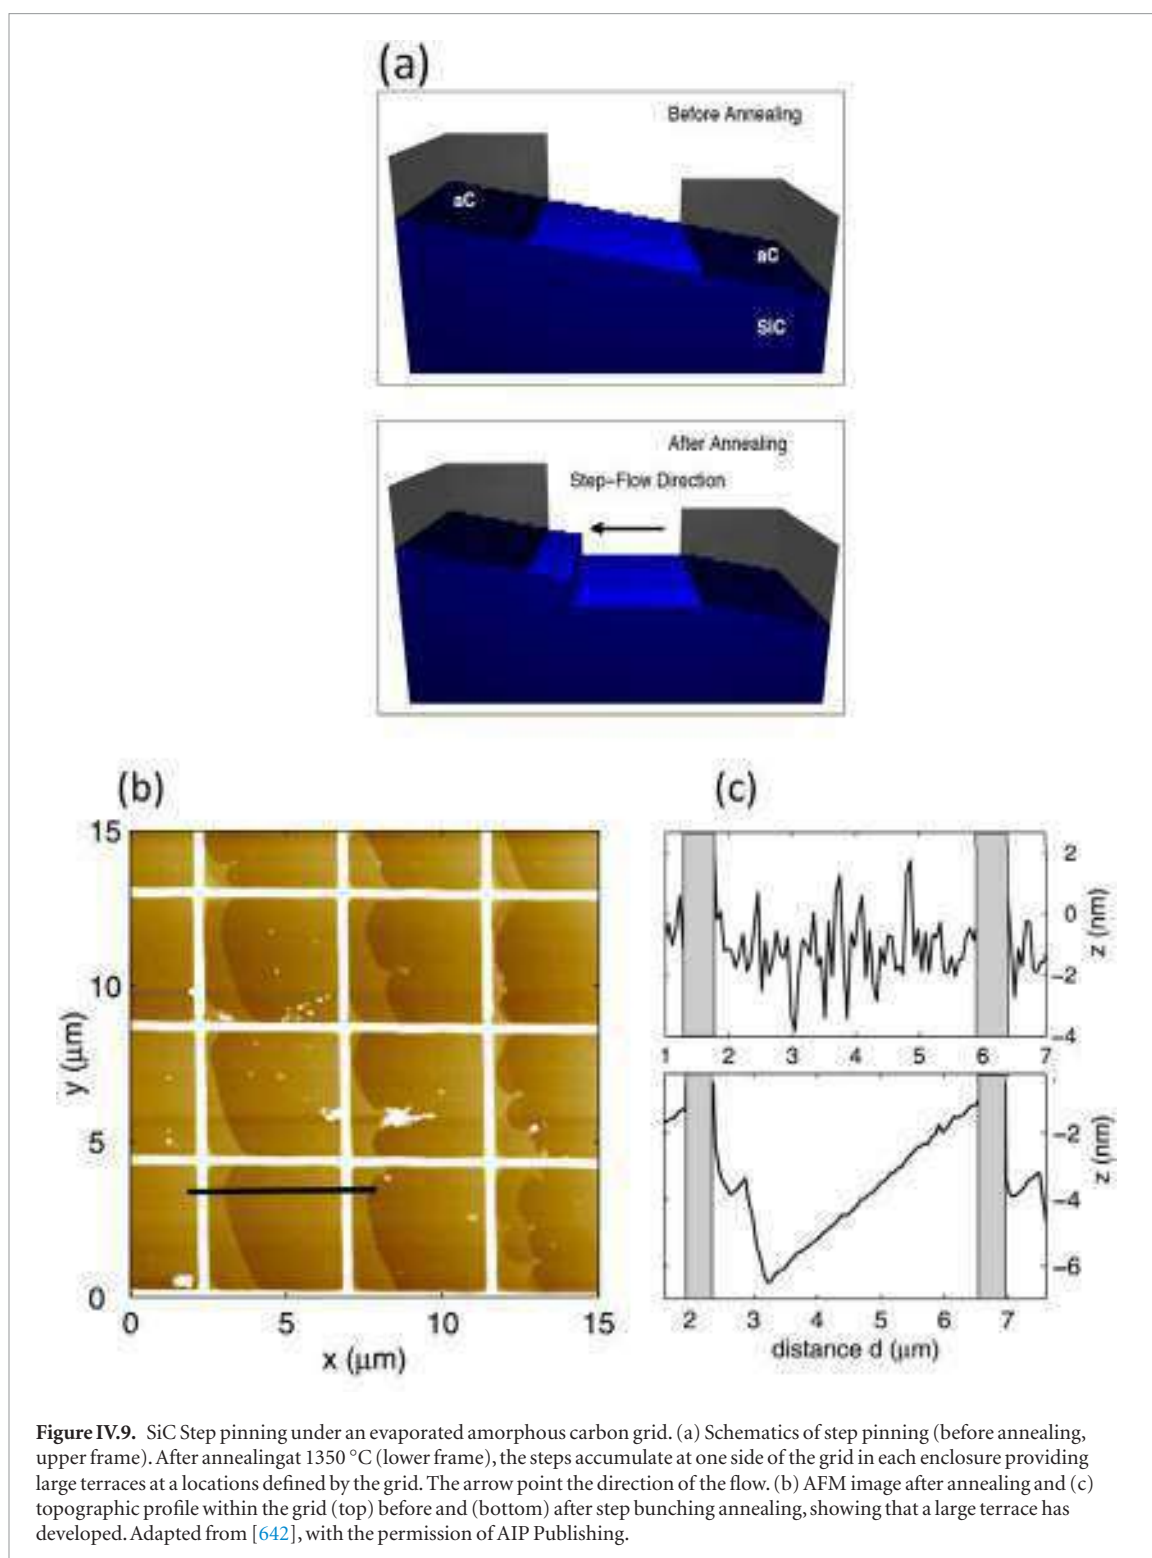 (a)
Before Annealing
aC
aC
SiC
After Annealing
Step-Flow Direction
(b)
(c)
15
10
5
0
y (μm)
0
5
10
15
x (μm)
2
0
-2
-4
z (nm)
1
2
3
4
5
6
7
-2
-4
-6
z (nm)
2
3
4
5
6
7
distance d (μm)
Figure IV.9. SiC Step pinning under an evaporated amorphous carbon grid. (a) Schematics of step pinning (before annealing,
upper frame). After annealingat 1350 °C (lower frame), the steps accumulate at one side of the grid in each enclosure providing
large terraces at a locations defined by the grid. The arrow point the direction of the flow. (b) AFM image after annealing and (c)
topographic profile within the grid (top) before and (bottom) after step bunching annealing, showing that a large terrace has
developed. Adapted from [642], with the permission of AIP Publishing.